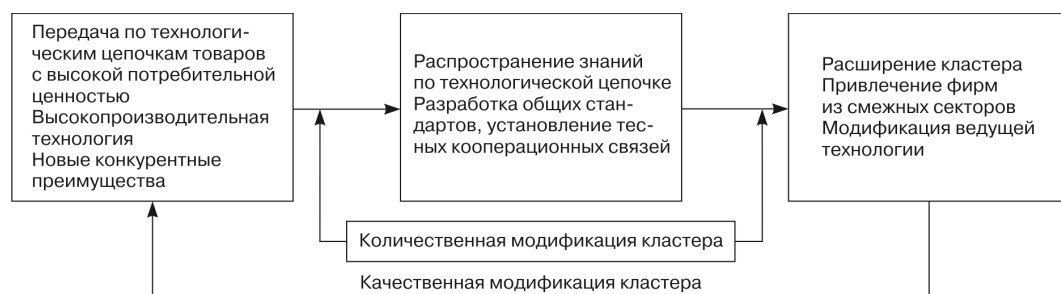 Передача по технологи-
ческим цепочкам товаров
с высокой потребительной
ценностью
Высокопроизводительная
технология
Новые конкурентные
преимущества
Распространение знаний
по технологической цепочке
Разработка общих стан-
дартов, установление тес-
ных кооперационных связей
Расширение кластера
Привлечение фирм
из смежных секторов
Модификация ведущей
технологии
Количественная модификация кластера
Качественная модификация кластера